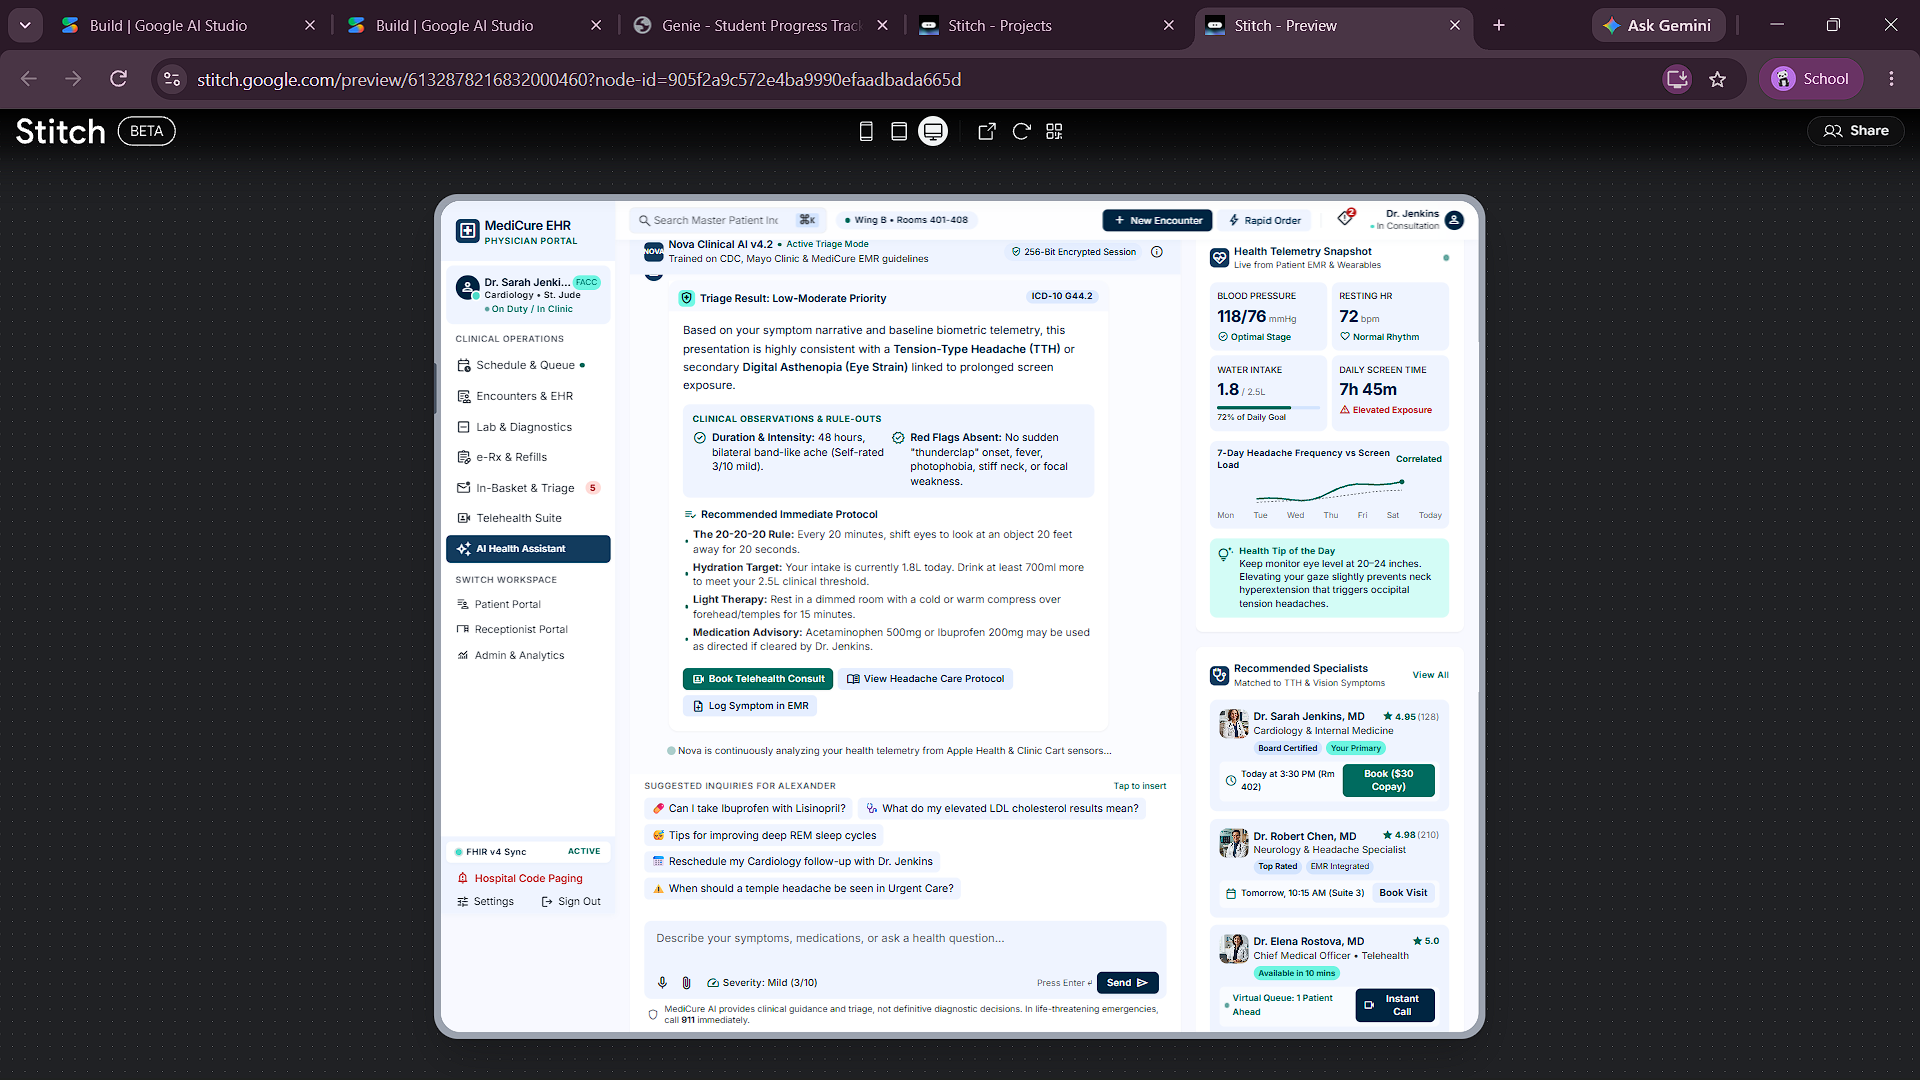 Build | Google AI Studio
Build | Google AI Studio
Genie - Student Progress Track
Stitch - Projects
Stitch - Preview
Ask Gemini
stitch.google.com/preview/6132878216832000460?node-id=905f2a9c572e4ba9990efaadbada665d
School
Stitch
BETA
Share
MediCure EHR
PHYSICIAN PORTAL
Dr. Sarah Jenki...
FACC
Cardiology • St. Jude
On Duty / In Clinic
CLINICAL OPERATIONS
Schedule & Queue
Encounters & EHR
Lab & Diagnostics
e-Rx & Refills
In-Basket & Triage 5
Telehealth Suite
AI Health Assistant
SWITCH WORKSPACE
Patient Portal
Receptionist Portal
Admin & Analytics
FHIR v4 Sync ACTIVE
Hospital Code Paging
Settings
Sign Out
Search Master Patient Inc
⌘K
Wing B • Rooms 401-408
+ New Encounter
Rapid Order
2
Dr. Jenkins
In Consultation
NOVA
Nova Clinical AI v4.2 • Active Triage Mode
Trained on CDC, Mayo Clinic & MediCure EMR guidelines
256-Bit Encrypted Session
Triage Result: Low-Moderate Priority
ICD-10 G44.2
Based on your symptom narrative and baseline biometric telemetry, this
presentation is highly consistent with a Tension-Type Headache (TTH) or
secondary Digital Asthenopia (Eye Strain) linked to prolonged screen
exposure.
CLINICAL OBSERVATIONS & RULE-OUTS
Duration & Intensity: 48 hours,
bilateral band-like ache (Self-rated
3/10 mild).
Red Flags Absent: No sudden
"thunderclap" onset, fever,
photophobia, stiff neck, or focal
weakness.
Recommended Immediate Protocol
The 20-20-20 Rule: Every 20 minutes, shift eyes to look at an object 20 feet
away for 20 seconds.
Hydration Target: Your intake is currently 1.8L today. Drink at least 700ml more
to meet your 2.5L clinical threshold.
Light Therapy: Rest in a dimmed room with a cold or warm compress over
forehead/temples for 15 minutes.
Medication Advisory: Acetaminophen 500mg or Ibuprofen 200mg may be used
as directed if cleared by Dr. Jenkins.
Book Telehealth Consult
View Headache Care Protocol
Log Symptom in EMR
Nova is continuously analyzing your health telemetry from Apple Health & Clinic Cart sensors...
SUGGESTED INQUIRIES FOR ALEXANDER
Tap to insert
Can I take Ibuprofen with Lisinopril?
What do my elevated LDL cholesterol results mean?
Tips for improving deep REM sleep cycles
Reschedule my Cardiology follow-up with Dr. Jenkins
When should a temple headache be seen in Urgent Care?
Describe your symptoms, medications, or ask a health question...
Severity: Mild (3/10)
Press Enter ↵
Send
MediCure AI provides clinical guidance and triage, not definitive diagnostic decisions. In life-threatening emergencies,
call 911 immediately.
Health Telemetry Snapshot
Live from Patient EMR & Wearables
BLOOD PRESSURE
118/76 mmHg
Optimal Stage
RESTING HR
72 bpm
Normal Rhythm
WATER INTAKE
1.8 / 2.5L
72% of Daily Goal
DAILY SCREEN TIME
7h 45m
Elevated Exposure
7-Day Headache Frequency vs Screen
Load
Correlated
Mon Tue Wed Thu Fri Sat Today
Health Tip of the Day
Keep monitor eye level at 20-24 inches.
Elevating your gaze slightly prevents neck
hyperextension that triggers occipital
tension headaches.
Recommended Specialists
Matched to TTH & Vision Symptoms
View All
Dr. Sarah Jenkins, MD ★ 4.95 (128)
Cardiology & Internal Medicine
Board Certified
Your Primary
Today at 3:30 PM (Rm
402)
Book ($30
Copay)
Dr. Robert Chen, MD ★ 4.98 (210)
Neurology & Headache Specialist
Top Rated
EMR Integrated
Tomorrow, 10:15 AM (Suite 3)
Book Visit
Dr. Elena Rostova, MD ★ 5.0
Chief Medical Officer • Telehealth
Available in 10 mins
Virtual Queue: 1 Patient
Ahead
Instant
Call